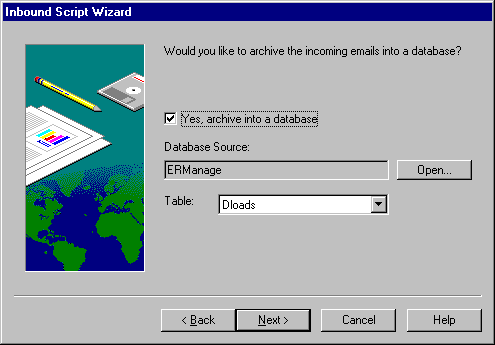 Inbound Script Wizard
Would you like to archive the incoming emails into a database?
Yes, archive into a database
Database Source:
ERManage
Open...
Table:
Dloads
< Back
Next >
Cancel
Help